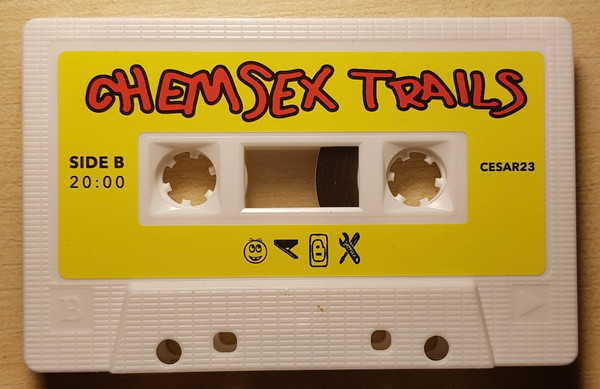 CHEMSEX TRAILS
SIDE B
20:00
CESAR23
B